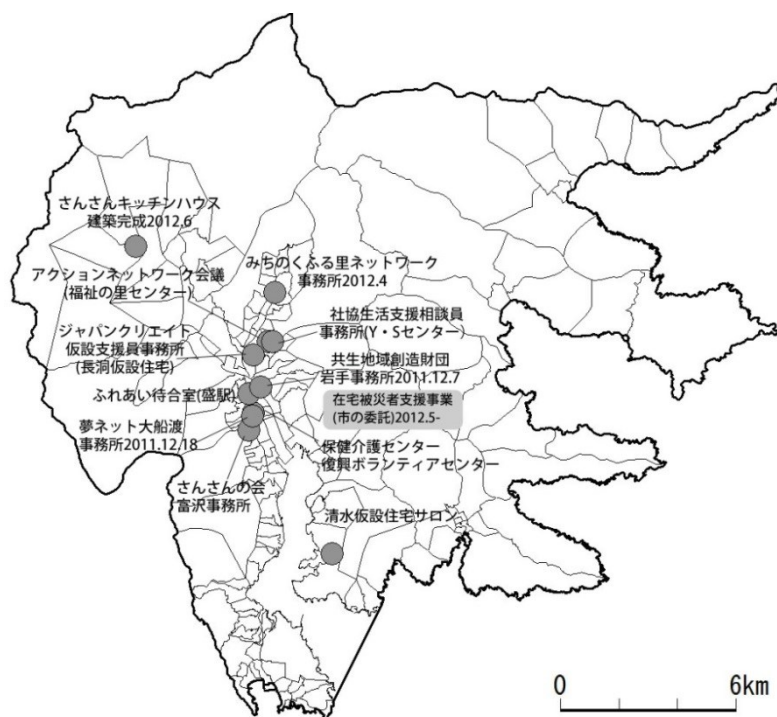 さんさんキッチンハウス
建築完成2012.6
みちのくふる里ネットワーク
事務所2012.4
アクションネットワーク会議
(福祉の里センター)
社協生活支援相談員
事務所(Y・Sセンター)
ジャパンクリエイト
仮設支援員事務所
(長洞仮設住宅)
共生地域創造財団
岩手事務所2011.12.7
ふれあい待合室(盛駅)
在宅被災者支援事業
(市の委託)2012.5-
夢ネット大船渡
事務所2011.12.18
保健介護センター
復興ボランティアセンター
さんさんの会
富沢事務所
清水仮設住宅サロン
0 6km